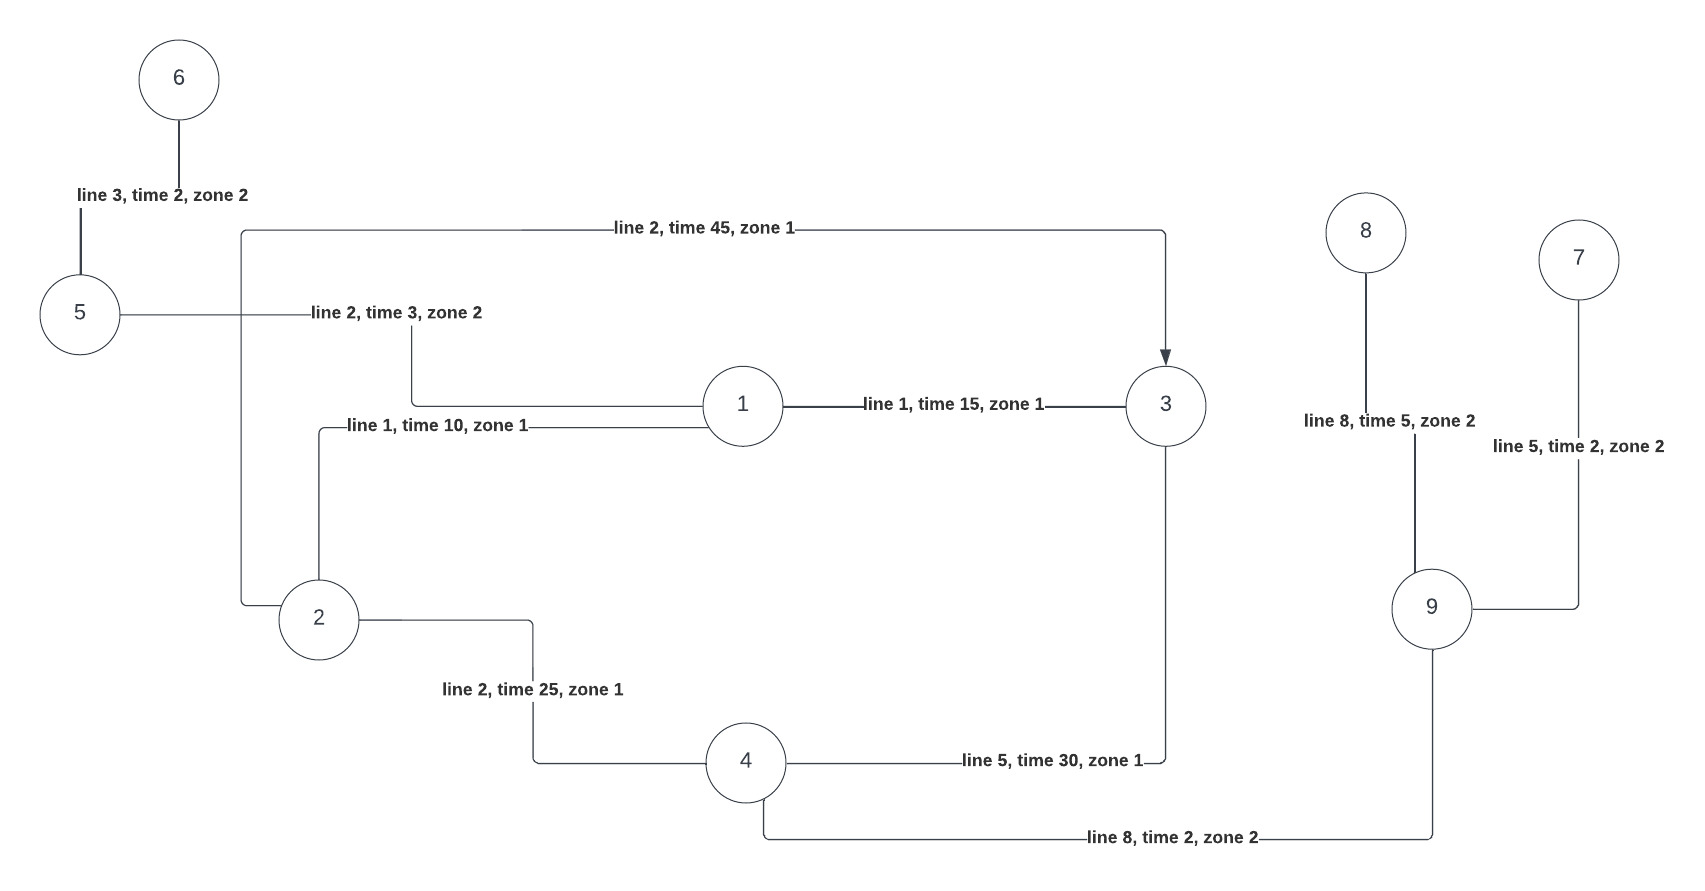 6
line 3, time 2, zone 2
line 2, time 45, zone 1
8
7
5
line 2, time 3, zone 2
1
line 1, time 15, zone 1
3
line 1, time 10, zone 1
line 8, time 5, zone 2
line 5, time 2, zone 2
9
2
line 2, time 25, zone 1
4
line 5, time 30, zone 1
line 8, time 2, zone 2